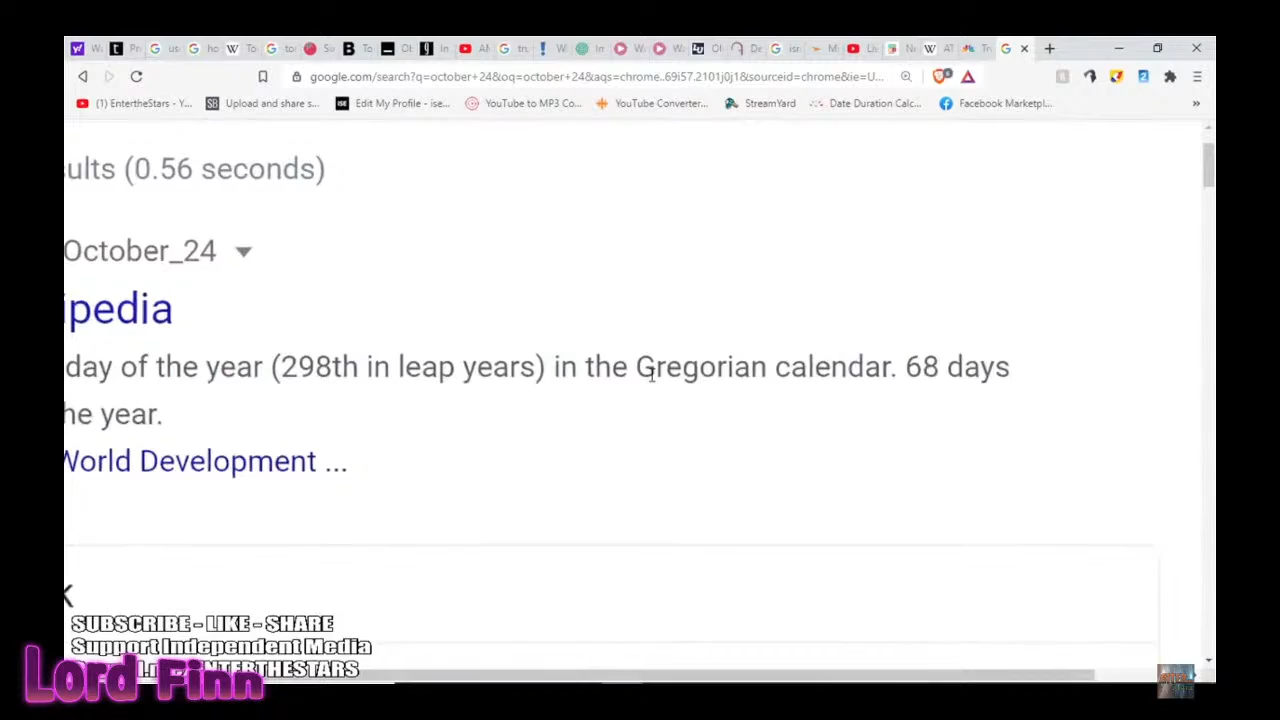 google.com/search?q=october+24&oq=october+24&aqs=chrome..69i57.2101j0j1&sourceid=chrome&ie=U...
(1) EntertheStars - Y... Upload and share s... Edit My Profile - ise... YouTube to MP3 Co... YouTube Converter... StreamYard Date Duration Calc... Facebook Marketpl... »
sults (0.56 seconds)
October_24
ipedia
day of the year (298th in leap years) in the Gregorian calendar. 68 days
he year.
World Development ...
SUBSCRIBE - LIKE - SHARE
Support Independent Media
Lord Finn